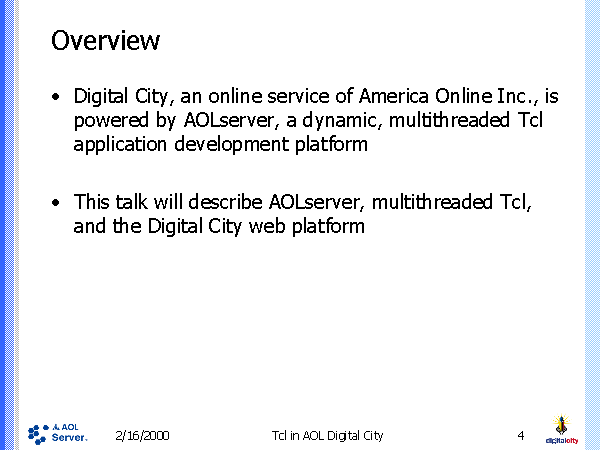 Overview
• Digital City, an online service of America Online Inc., is
powered by AOLserver, a dynamic, multithreaded Tcl
application development platform
• This talk will describe AOLserver, multithreaded Tcl,
and the Digital City web platform
AOL
Server.
2/16/2000
Tcl in AOL Digital City
4
digitalcity